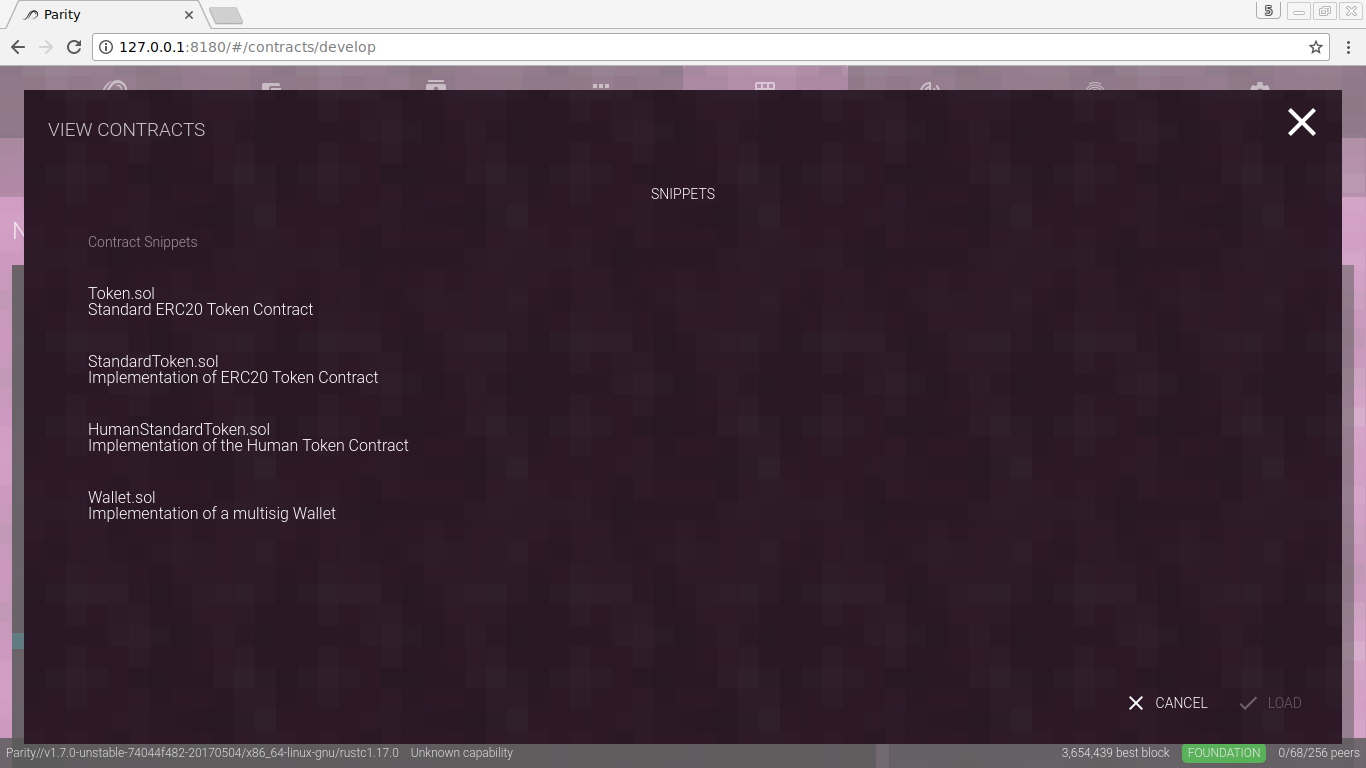 Parity
5
127.0.0.1:8180/#/contracts/develop
VIEW CONTRACTS
SNIPPETS
Contract Snippets
Token.sol
Standard ERC20 Token Contract
StandardToken.sol
Implementation of ERC20 Token Contract
HumanStandardToken.sol
Implementation of the Human Token Contract
Wallet.sol
Implementation of a multisig Wallet
CANCEL LOAD
Parity//v1.7.0-unstable-74044f482-20170504/x86_64-linux-gnu/rustc1.17.0 Unknown capability 3,654,439 best block FOUNDATION 0/68/256 peers